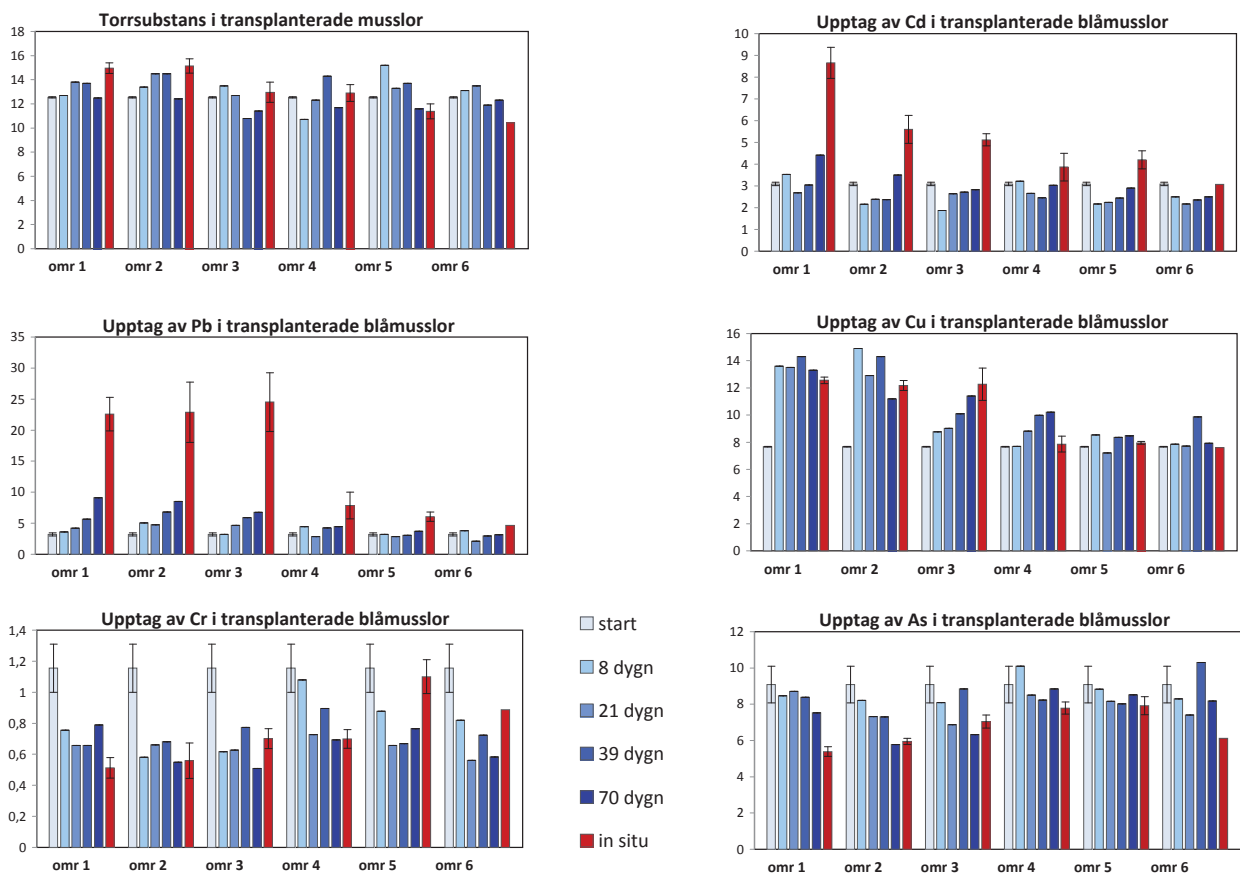 Torrsubstans i transplanterade musslor
18
16
14
12
10
8
6
4
2
0
omr 1 omr 2 omr 3 omr 4 omr 5 omr 6
Upptag av Cd i transplanterade blåmusslor
10
9
8
7
6
5
4
3
2
1
0
omr 1 omr 2 omr 3 omr 4 omr 5 omr 6
Upptag av Pb i transplanterade blåmusslor
35
30
25
20
15
10
5
0
omr 1 omr 2 omr 3 omr 4 omr 5 omr 6
Upptag av Cu i transplanterade blåmusslor
16
14
12
10
8
6
4
2
0
omr 1 omr 2 omr 3 omr 4 omr 5 omr 6
Upptag av Cr i transplanterade blåmusslor
1,4
1,2
1
0,8
0,6
0,4
0,2
0
omr 1 omr 2 omr 3 omr 4 omr 5 omr 6
start
8 dygn
21 dygn
39 dygn
70 dygn
in situ
Upptag av As i transplanterade blåmusslor
12
10
8
6
4
2
0
omr 1 omr 2 omr 3 omr 4 omr 5 omr 6